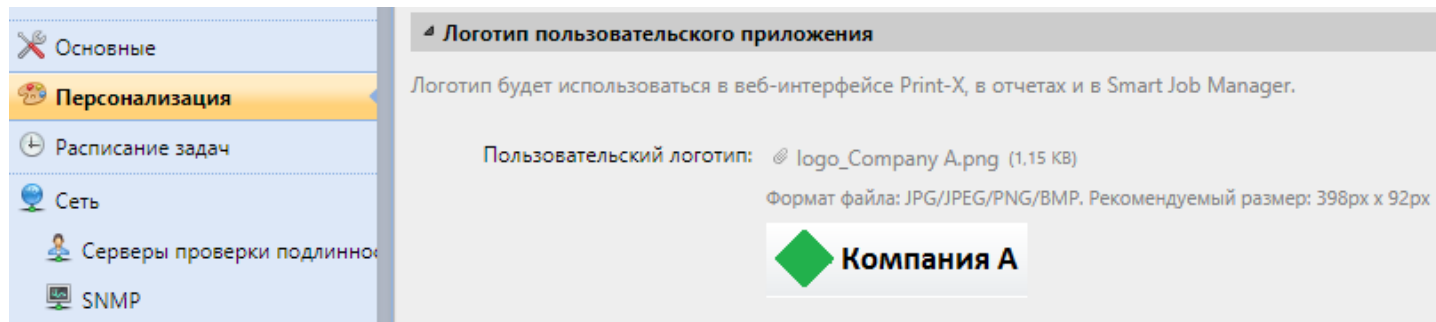 Основные
Персонализация
Расписание задач
Сеть
Серверы проверки
SNMP
Логотип пользовательского приложения
Логотип будет использоваться в веб-интерфейсе Print-X, в отчетах и в Smart Job Manager.
Пользовательский логотип: logo_Company A.png (1,15 KB)
Формат файла: JPG/JPEG/PNG/BMP. Рекомендуемый размер: 398px x 92px
Компания А